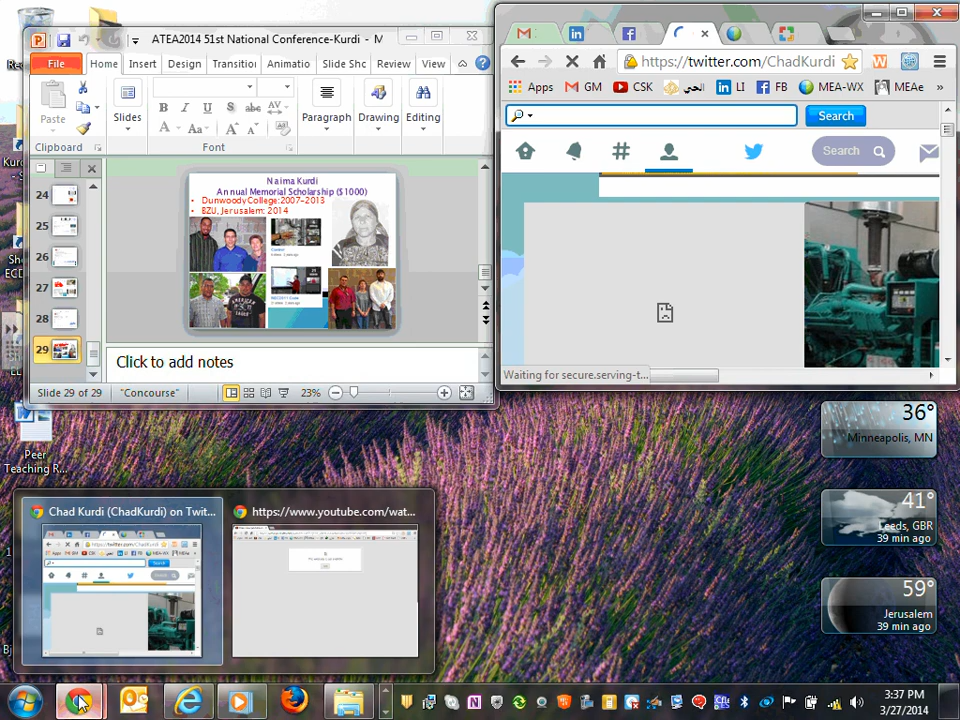 ATEA2014 51st National Conference-Kurdi - M
File Home Insert Design Transitio Animatio Slide Shc Review View
Paste
Slides
Paragraph
Drawing
Editing
Clipboard
Font
24
25
26
27
28
29
Naima Kurdi
Annual Memorial Scholarship ($1000)
• Dunwoody College: 2007-2013
• BZU, Jerusalem: 2014
Click to add notes
Slide 29 of 29
"Concourse"
23%
https://twitter.com/ChadKurdi
Apps GM CSK الحي LI FB MEA-WX MEAe »
Search
Search
Waiting for secure.serving-t...
Peer
Teaching R...
36°
Minneapolis, MN
41°
Leeds, GBR
39 min ago
59°
Jerusalem
39 min ago
Chad Kurdi (ChadKurdi) on Twit...
https://www.youtube.com/wat...
3:37 PM
3/27/2014